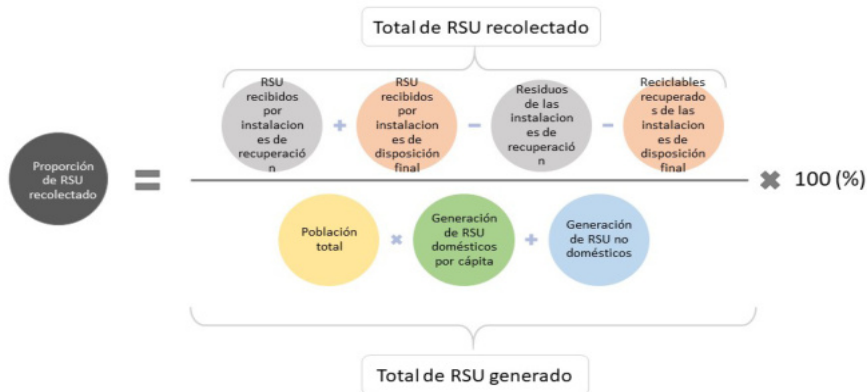 Total de RSU recolectado
RSU
recibidos
por
instalacion
es de
recuperació
n
+
RSU
recibidos
por
instalacion
es de
disposición
final
−
Residuos
de las
instalacion
es de
recuperació
n
−
Reciclables
recuperado
s de las
instalacion
es de
disposición
final
Proporción
de RSU
recolectado
=
× 100 (%)
Población
total
×
Generación
de RSU
domésticos
por cápita
+
Generación
de RSU no
domésticos
Total de RSU generado